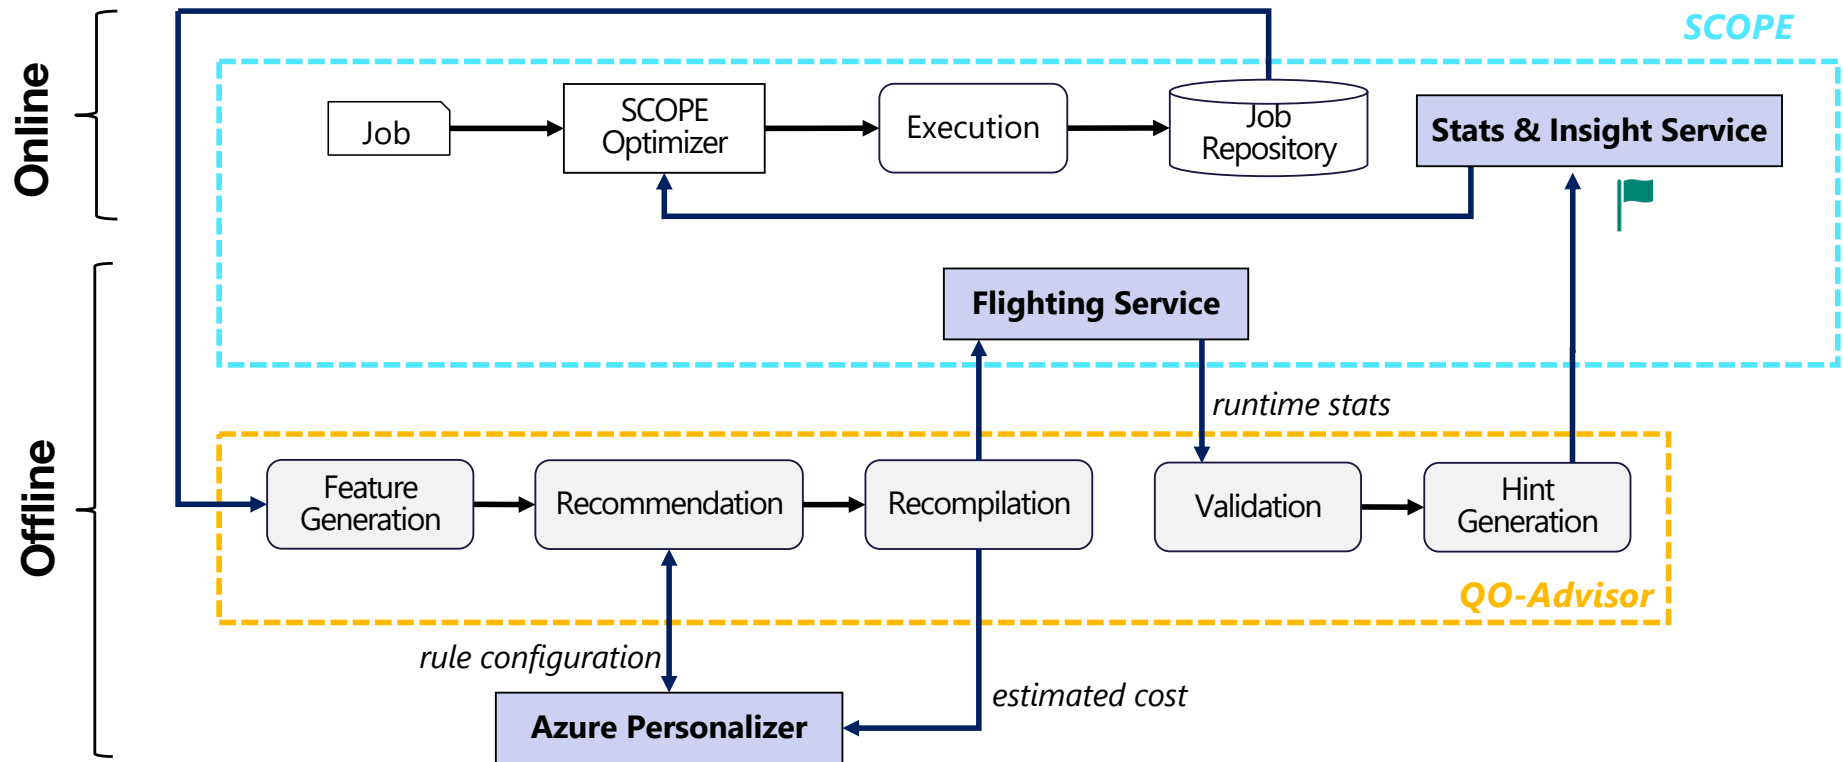 SCOPE
Online
Job
SCOPE
Optimizer
Execution
Job
Repository
Stats & Insight Service
Flighting Service
runtime stats
Offline
Feature
Generation
Recommendation
Recompilation
Validation
Hint
Generation
QO-Advisor
rule configuration
estimated cost
Azure Personalizer